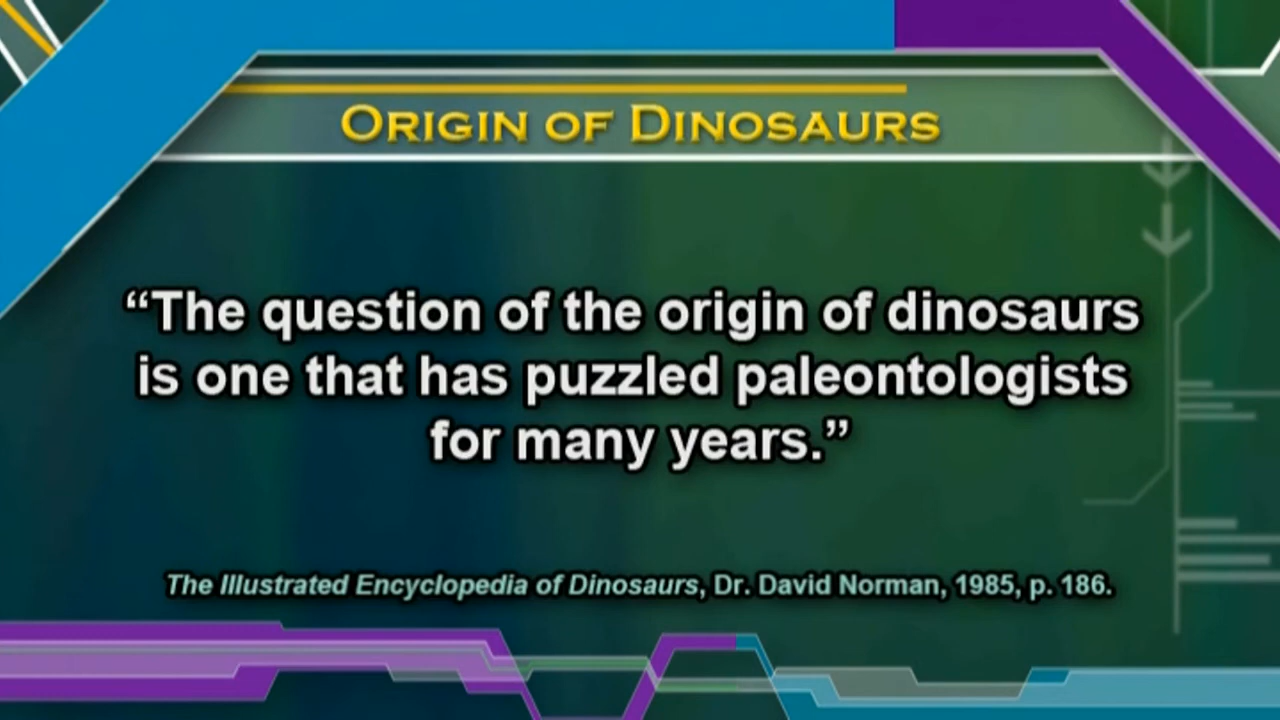 ORIGIN OF DINOSAURS
“The question of the origin of dinosaurs
is one that has puzzled paleontologists
for many years.”
The Illustrated Encyclopedia of Dinosaurs, Dr. David Norman, 1985, p. 186.